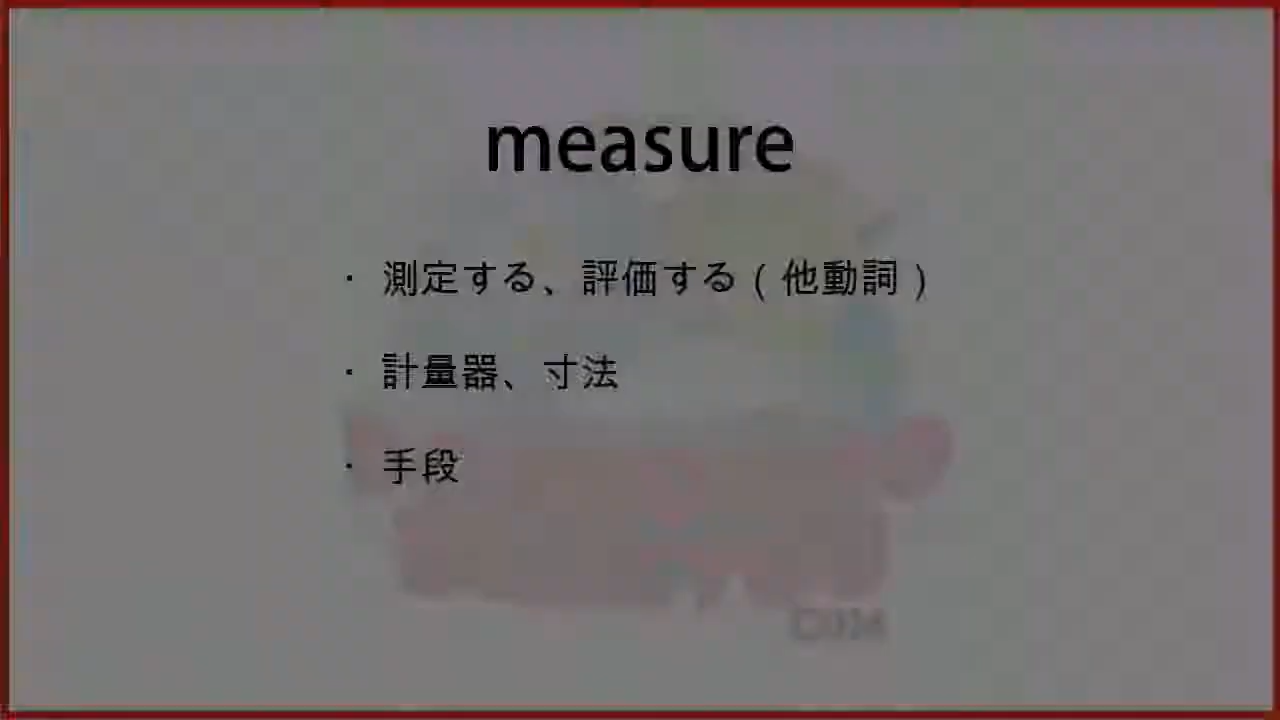 measure
・ 測定する、評価する（他動詞）
・ 計量器、寸法
・ 手段